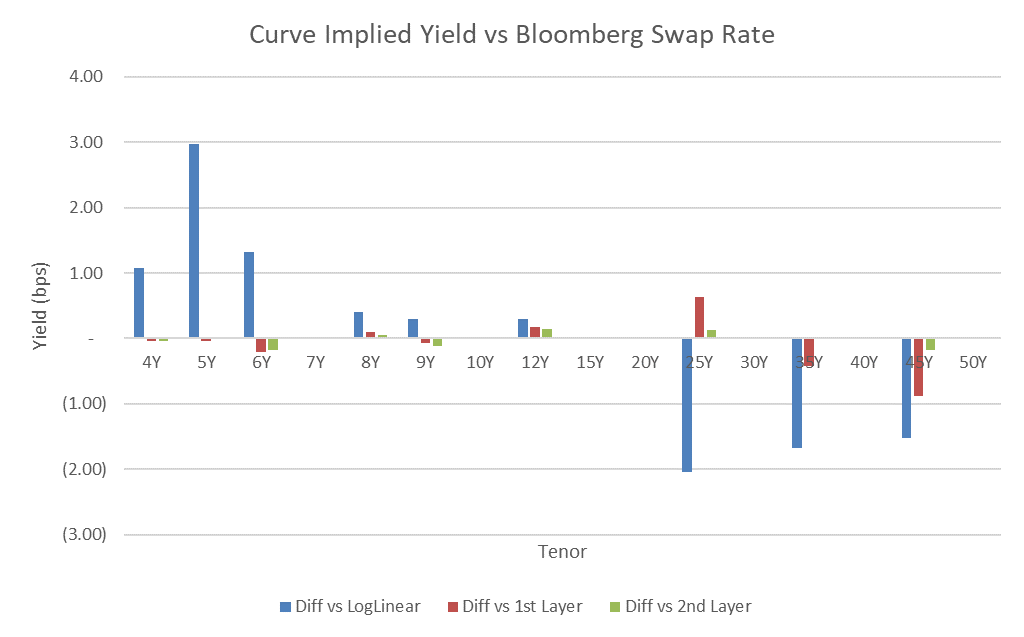 Curve Implied Yield vs Bloomberg Swap Rate
4.00
3.00
2.00
1.00
-
(1.00)
(2.00)
(3.00)
Yield (bps)
4Y 5Y 6Y 7Y 8Y 9Y 10Y 12Y 15Y 20Y 25Y 30Y 35Y 40Y 45Y 50Y
Tenor
Diff vs LogLinear Diff vs 1st Layer Diff vs 2nd Layer